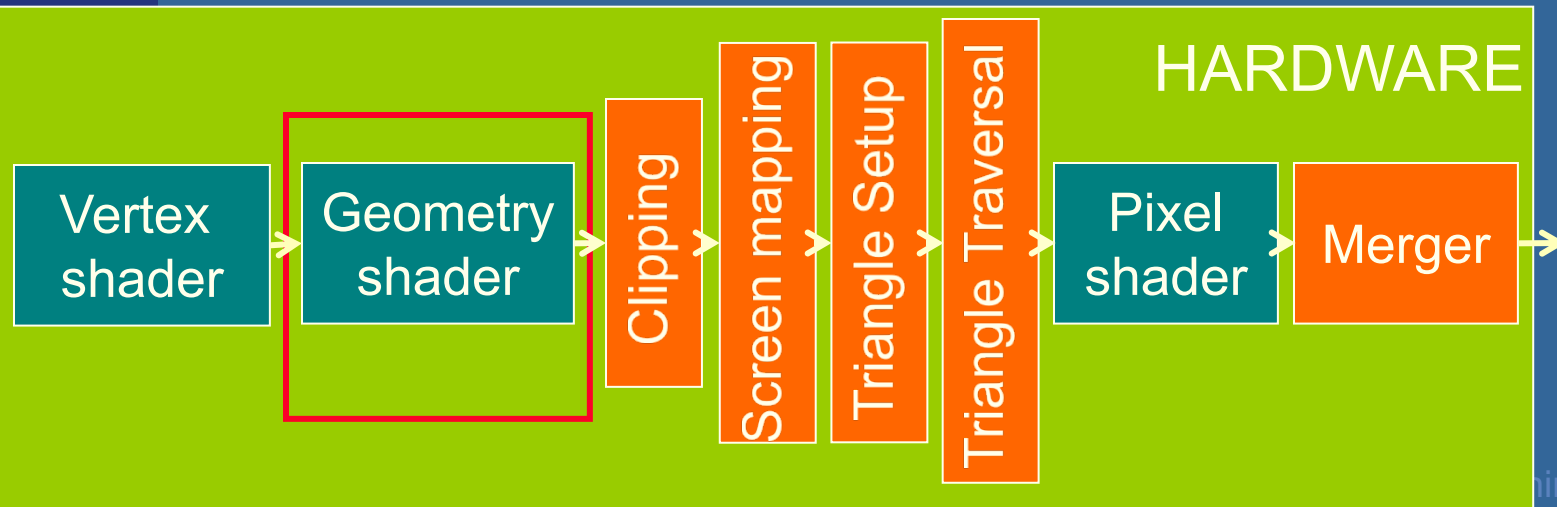 HARDWARE
Vertex
shader
Geometry
shader
Clipping
Screen mapping
Triangle Setup
Triangle Traversal
Pixel
shader
Merger